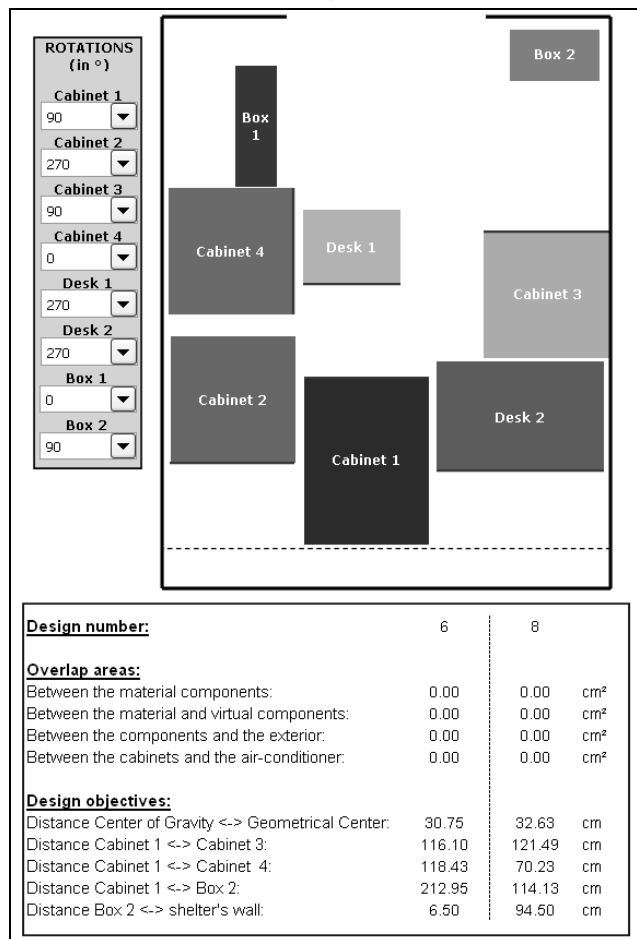 ROTATIONS
(in °)
Cabinet 1
90
Cabinet 2
270
Cabinet 3
90
Cabinet 4
0
Desk 1
270
Desk 2
270
Box 1
0
Box 2
90
Box 2
Box
1
Cabinet 4
Desk 1
Cabinet 3
Cabinet 2
Desk 2
Cabinet 1
Design number: 6 8
Overlap areas:
Between the material components: 0.00 0.00 cm²
Between the material and virtual components: 0.00 0.00 cm²
Between the components and the exterior: 0.00 0.00 cm²
Between the cabinets and the air-conditioner: 0.00 0.00 cm²
Design objectives:
Distance Center of Gravity <-> Geometrical Center: 30.75 32.63 cm
Distance Cabinet 1 <-> Cabinet 3: 116.10 121.49 cm
Distance Cabinet 1 <-> Cabinet 4: 118.43 70.23 cm
Distance Cabinet 1 <-> Box 2: 212.95 114.13 cm
Distance Box 2 <-> shelter's wall: 6.50 94.50 cm